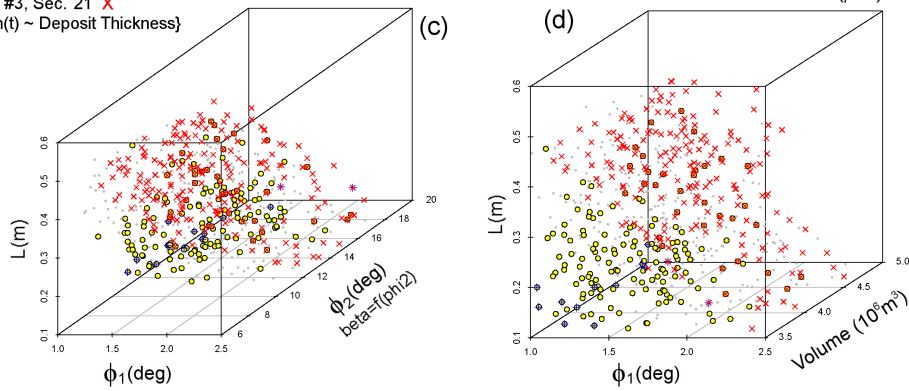 #3, Sec. 21 X
(t) ~ Deposit Thickness}
(c)
(d)
L(m)
0.6
0.5
0.4
0.3
0.2
0.1
1.0 1.5 2.0 2.5
ϕ1(deg)
6 8 10 12 14 16 18 20
ϕ2(deg)
beta=f(phi2)
L(m)
0.6
0.5
0.4
0.3
0.2
0.1
1.0 1.5 2.0 2.5
ϕ1(deg)
3.5 4.0 4.5 5.0
Volume (10⁶m³)